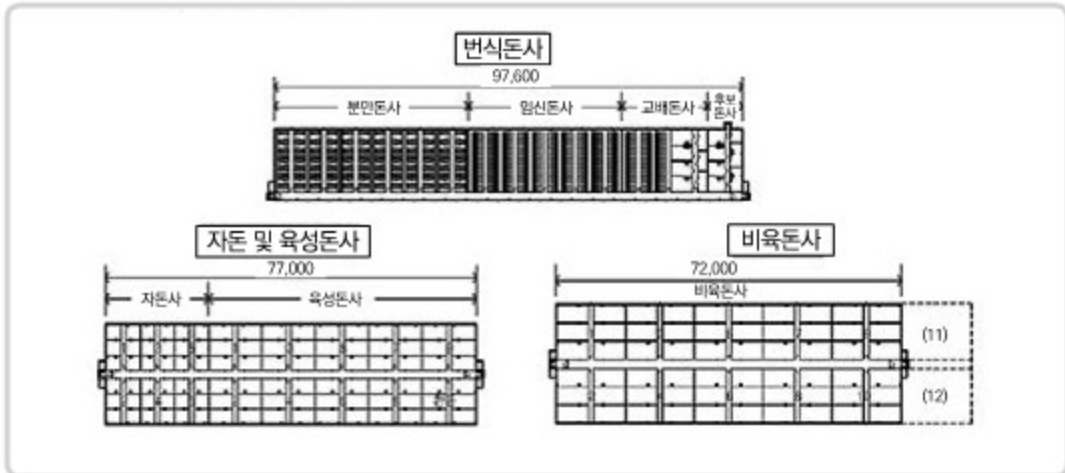 번식돈사
97,600
분만돈사 임신돈사 교배돈사 후보
돈사
자돈 및 육성돈사
77,000
자돈사 육성돈사
비육돈사
72,000
비육돈사
(11)
(12)